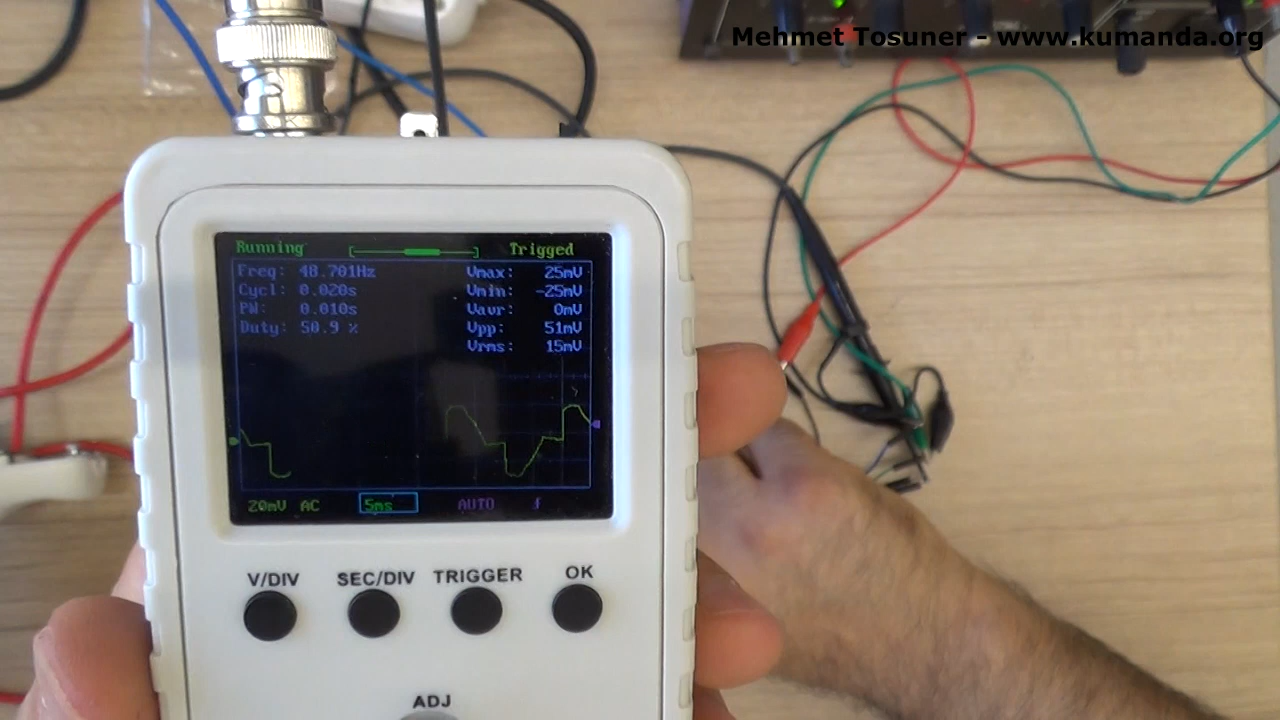 Mehmet Tosuner - www.kumanda.org
Running [ ] Trigged
Freq: 48.701Hz Vmax: 25mV
Cycl: 0.020s Vmin: -25mV
PW: 0.010s Vavr: 0mV
Duty: 50.9 % Vpp: 51mV
Vrms: 15mV
20mV AC 5ms AUTO
V/DIV SEC/DIV TRIGGER OK
ADJ